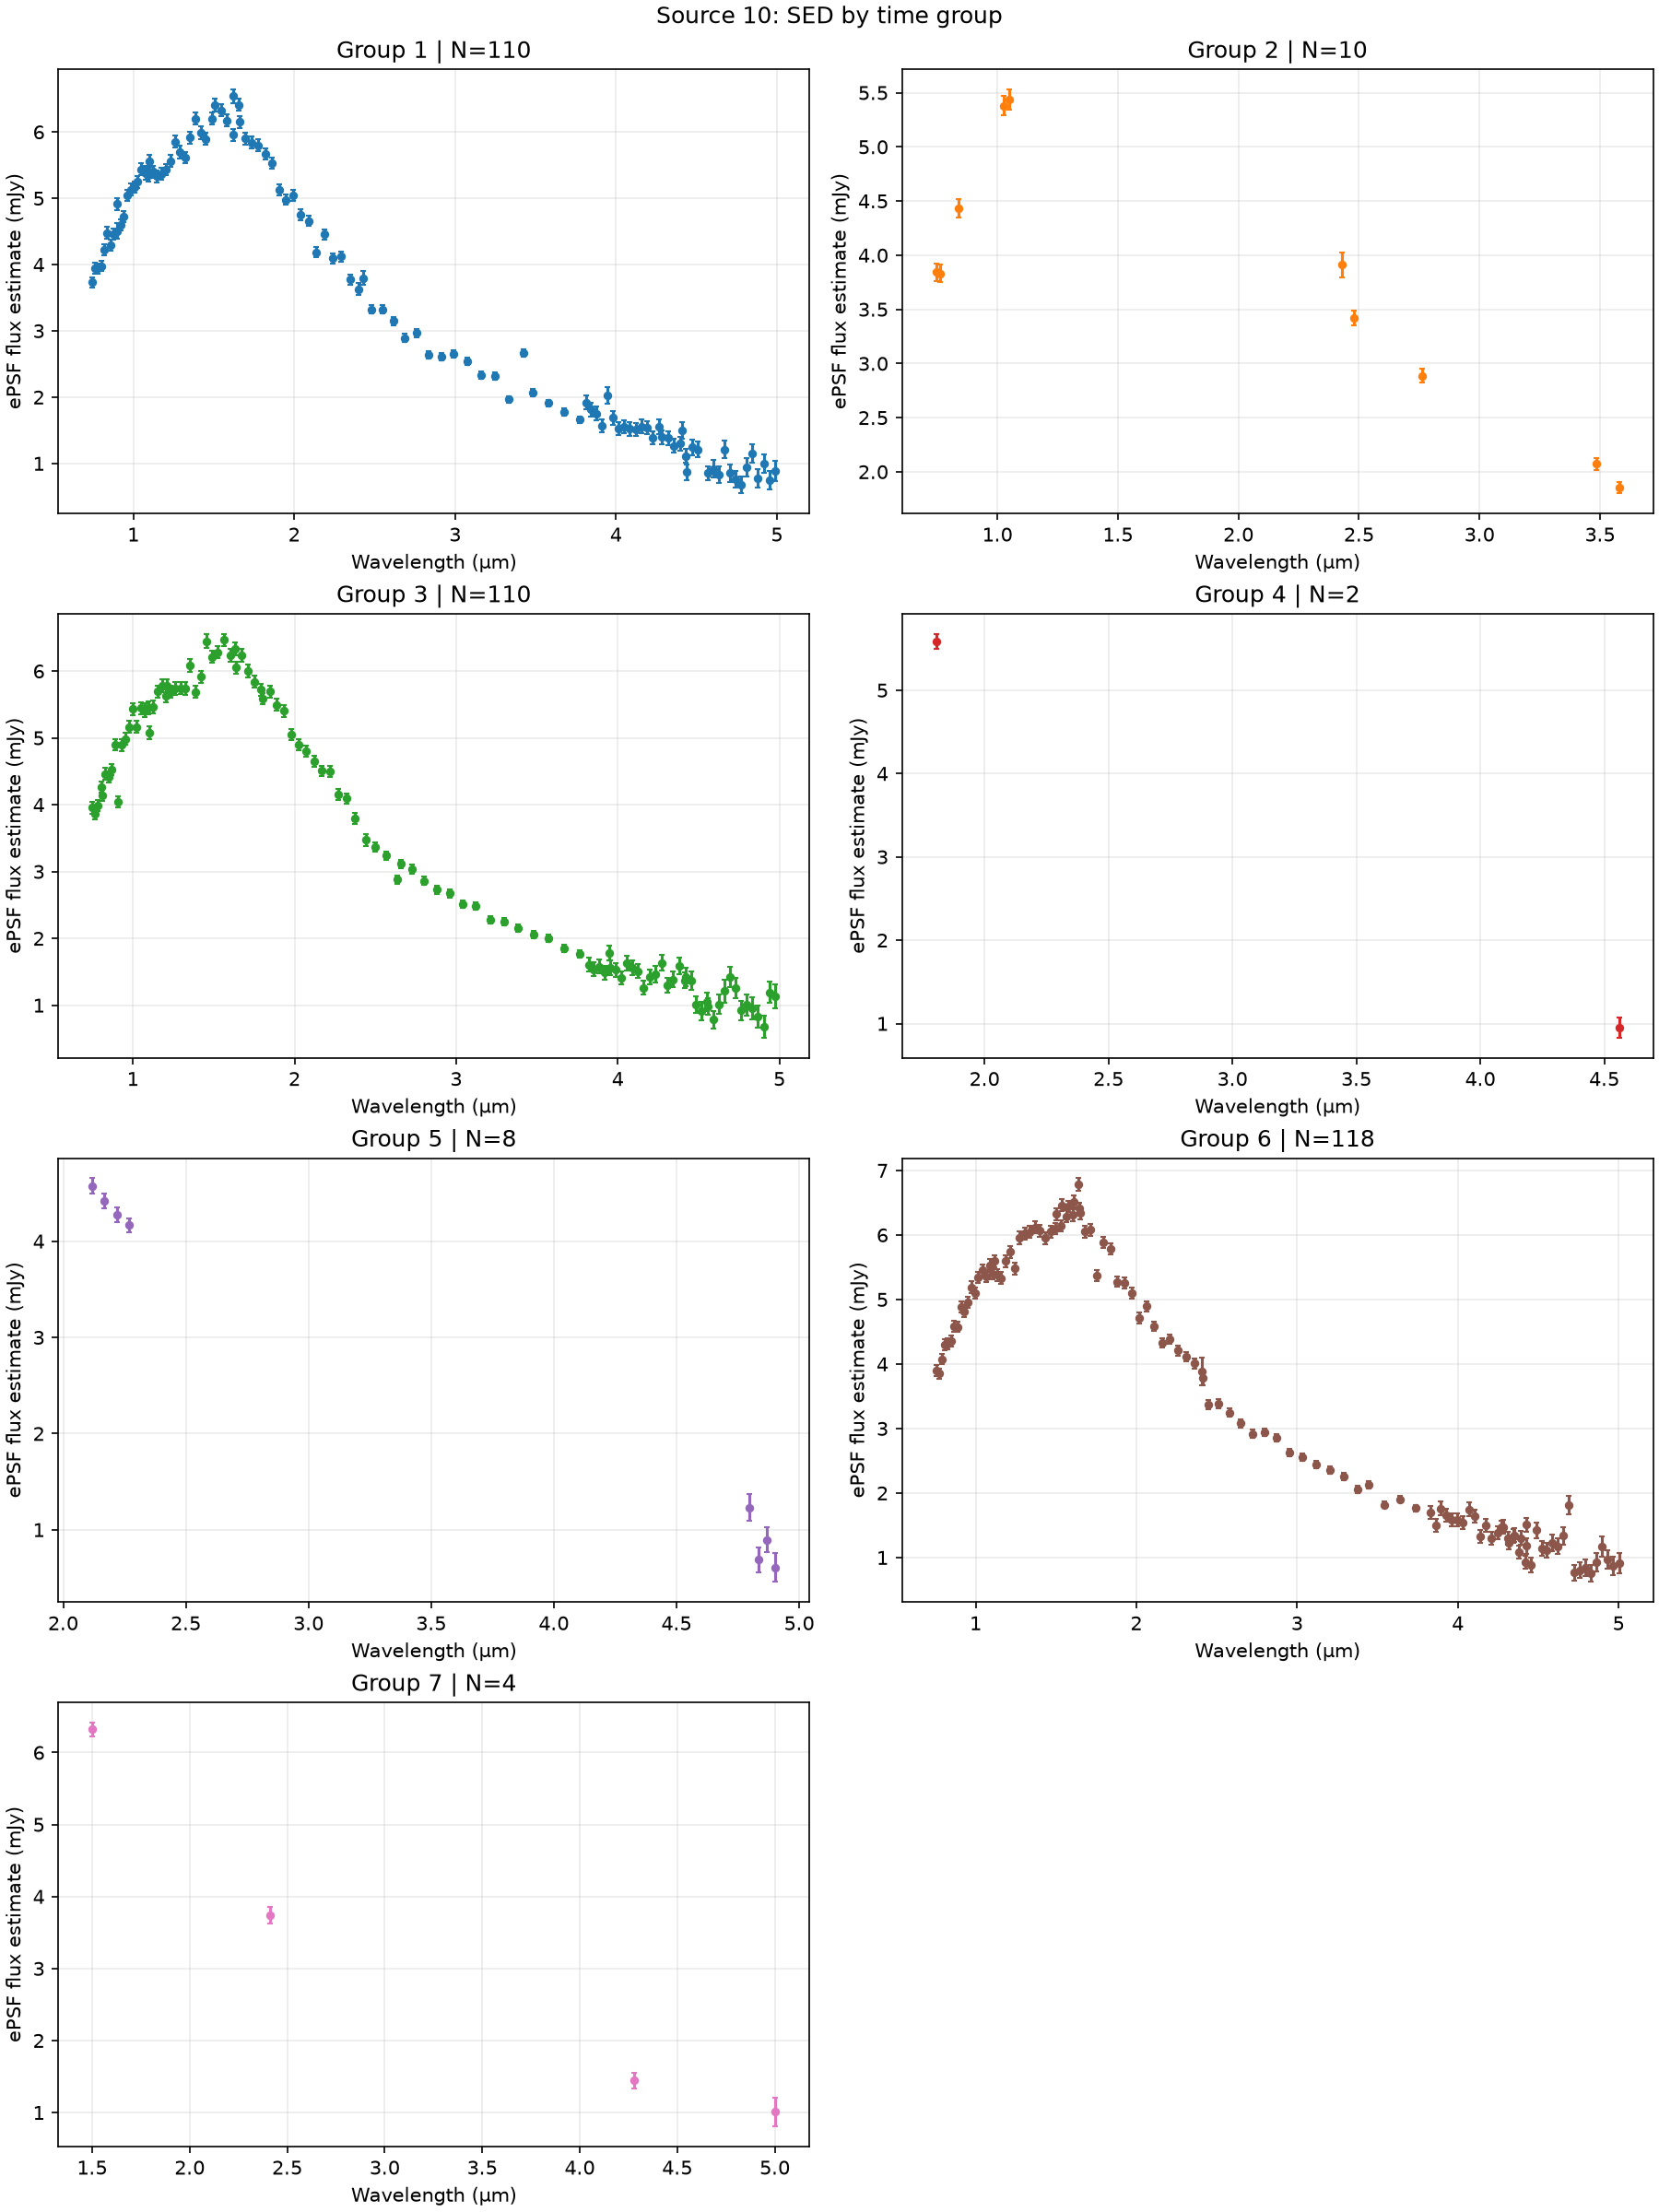 Source 10: SED by time group
Group 1 | N=110
ePSF flux estimate (mJy)
6
5
4
3
2
1
1 2 3 4 5
Wavelength (μm)
Group 2 | N=10
ePSF flux estimate (mJy)
5.5
5.0
4.5
4.0
3.5
3.0
2.5
2.0
1.0 1.5 2.0 2.5 3.0 3.5
Wavelength (μm)
Group 3 | N=110
ePSF flux estimate (mJy)
6
5
4
3
2
1
1 2 3 4 5
Wavelength (μm)
Group 4 | N=2
ePSF flux estimate (mJy)
5
4
3
2
1
2.0 2.5 3.0 3.5 4.0 4.5
Wavelength (μm)
Group 5 | N=8
ePSF flux estimate (mJy)
4
3
2
1
2.0 2.5 3.0 3.5 4.0 4.5 5.0
Wavelength (μm)
Group 6 | N=118
ePSF flux estimate (mJy)
7
6
5
4
3
2
1
1 2 3 4 5
Wavelength (μm)
Group 7 | N=4
ePSF flux estimate (mJy)
6
5
4
3
2
1
1.5 2.0 2.5 3.0 3.5 4.0 4.5 5.0
Wavelength (μm)